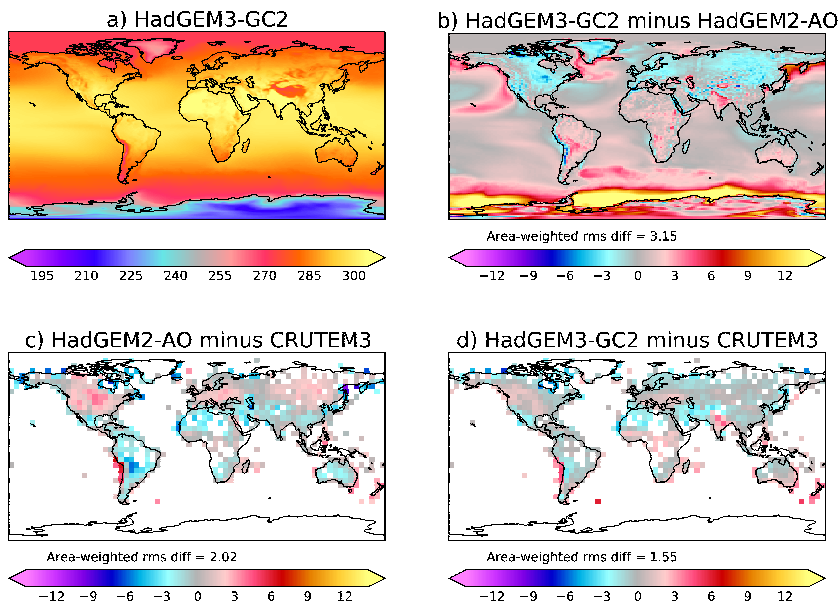 a) HadGEM3-GC2
195 210 225 240 255 270 285 300
b) HadGEM3-GC2 minus HadGEM2-AO
Area-weighted rms diff = 3.15
−12 −9 −6 −3 0 3 6 9 12
c) HadGEM2-AO minus CRUTEM3
Area-weighted rms diff = 2.02
−12 −9 −6 −3 0 3 6 9 12
d) HadGEM3-GC2 minus CRUTEM3
Area-weighted rms diff = 1.55
−12 −9 −6 −3 0 3 6 9 12